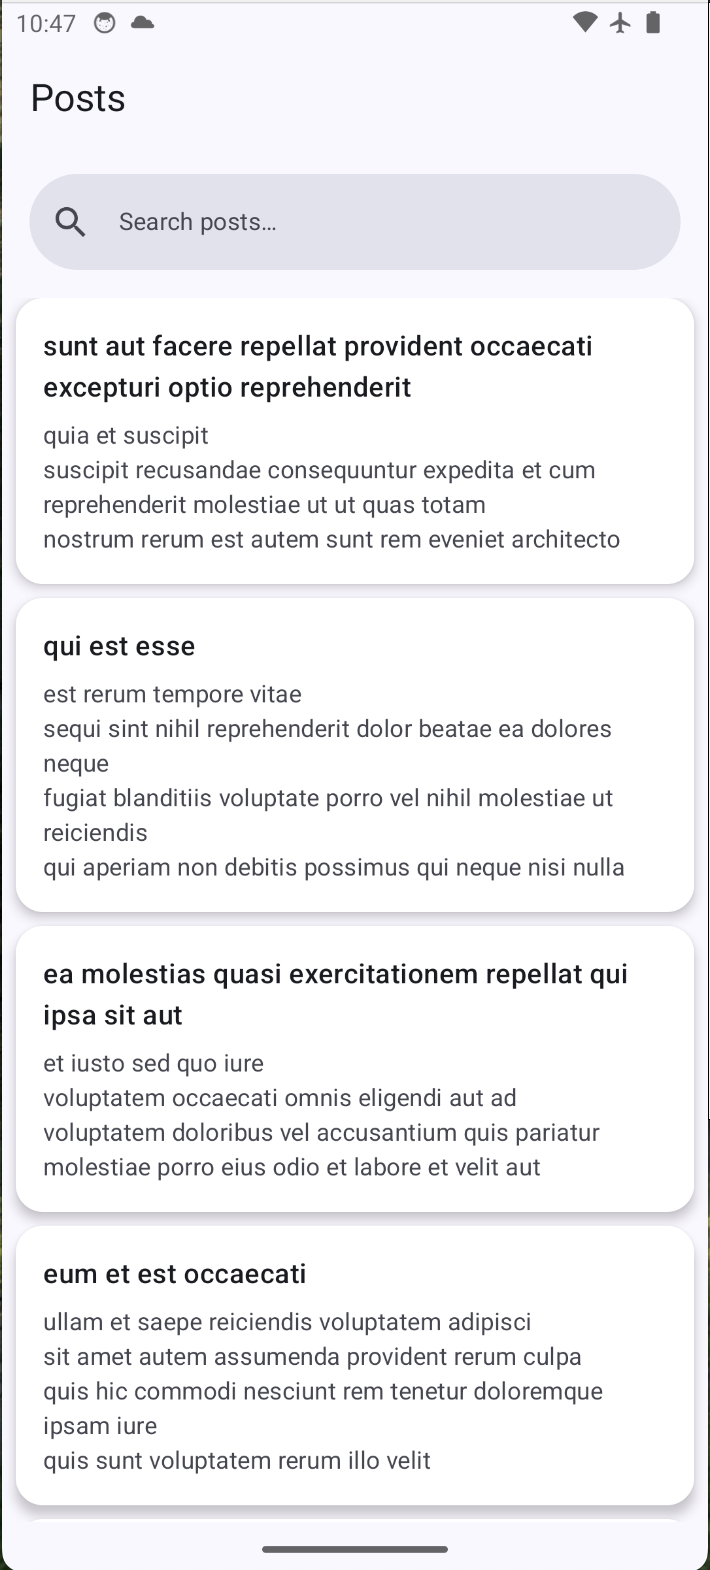 10:47
Posts
Search posts…
sunt aut facere repellat provident occaecati
excepturi optio reprehenderit
quia et suscipit
suscipit recusandae consequuntur expedita et cum
reprehenderit molestiae ut ut quas totam
nostrum rerum est autem sunt rem eveniet architecto
qui est esse
est rerum tempore vitae
sequi sint nihil reprehenderit dolor beatae ea dolores
neque
fugiat blanditiis voluptate porro vel nihil molestiae ut
reiciendis
qui aperiam non debitis possimus qui neque nisi nulla
ea molestias quasi exercitationem repellat qui
ipsa sit aut
et iusto sed quo iure
voluptatem occaecati omnis eligendi aut ad
voluptatem doloribus vel accusantium quis pariatur
molestiae porro eius odio et labore et velit aut
eum et est occaecati
ullam et saepe reiciendis voluptatem adipisci
sit amet autem assumenda provident rerum culpa
quis hic commodi nesciunt rem tenetur doloremque
ipsam iure
quis sunt voluptatem rerum illo velit